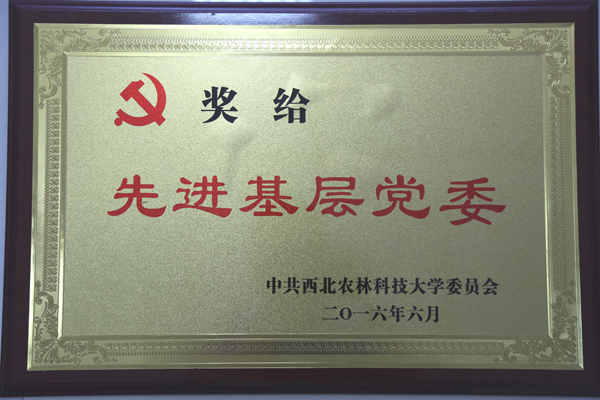 奖给
先进基层党委
中共西北农林科技大学委员会
二〇一六年六月